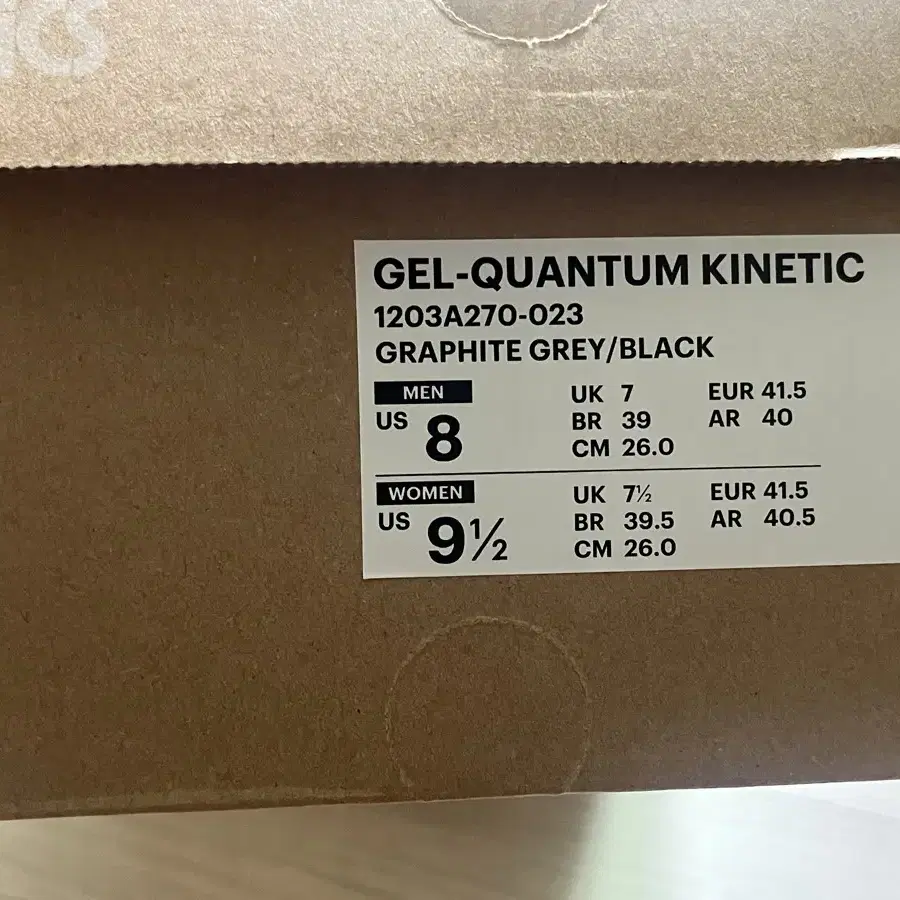 GEL-QUANTUM KINETIC
1203A270-023
GRAPHITE GREY/BLACK
MEN
US 8
UK 7 EUR 41.5
BR 39 AR 40
CM 26.0
WOMEN
US 9½
UK 7½ EUR 41.5
BR 39.5 AR 40.5
CM 26.0